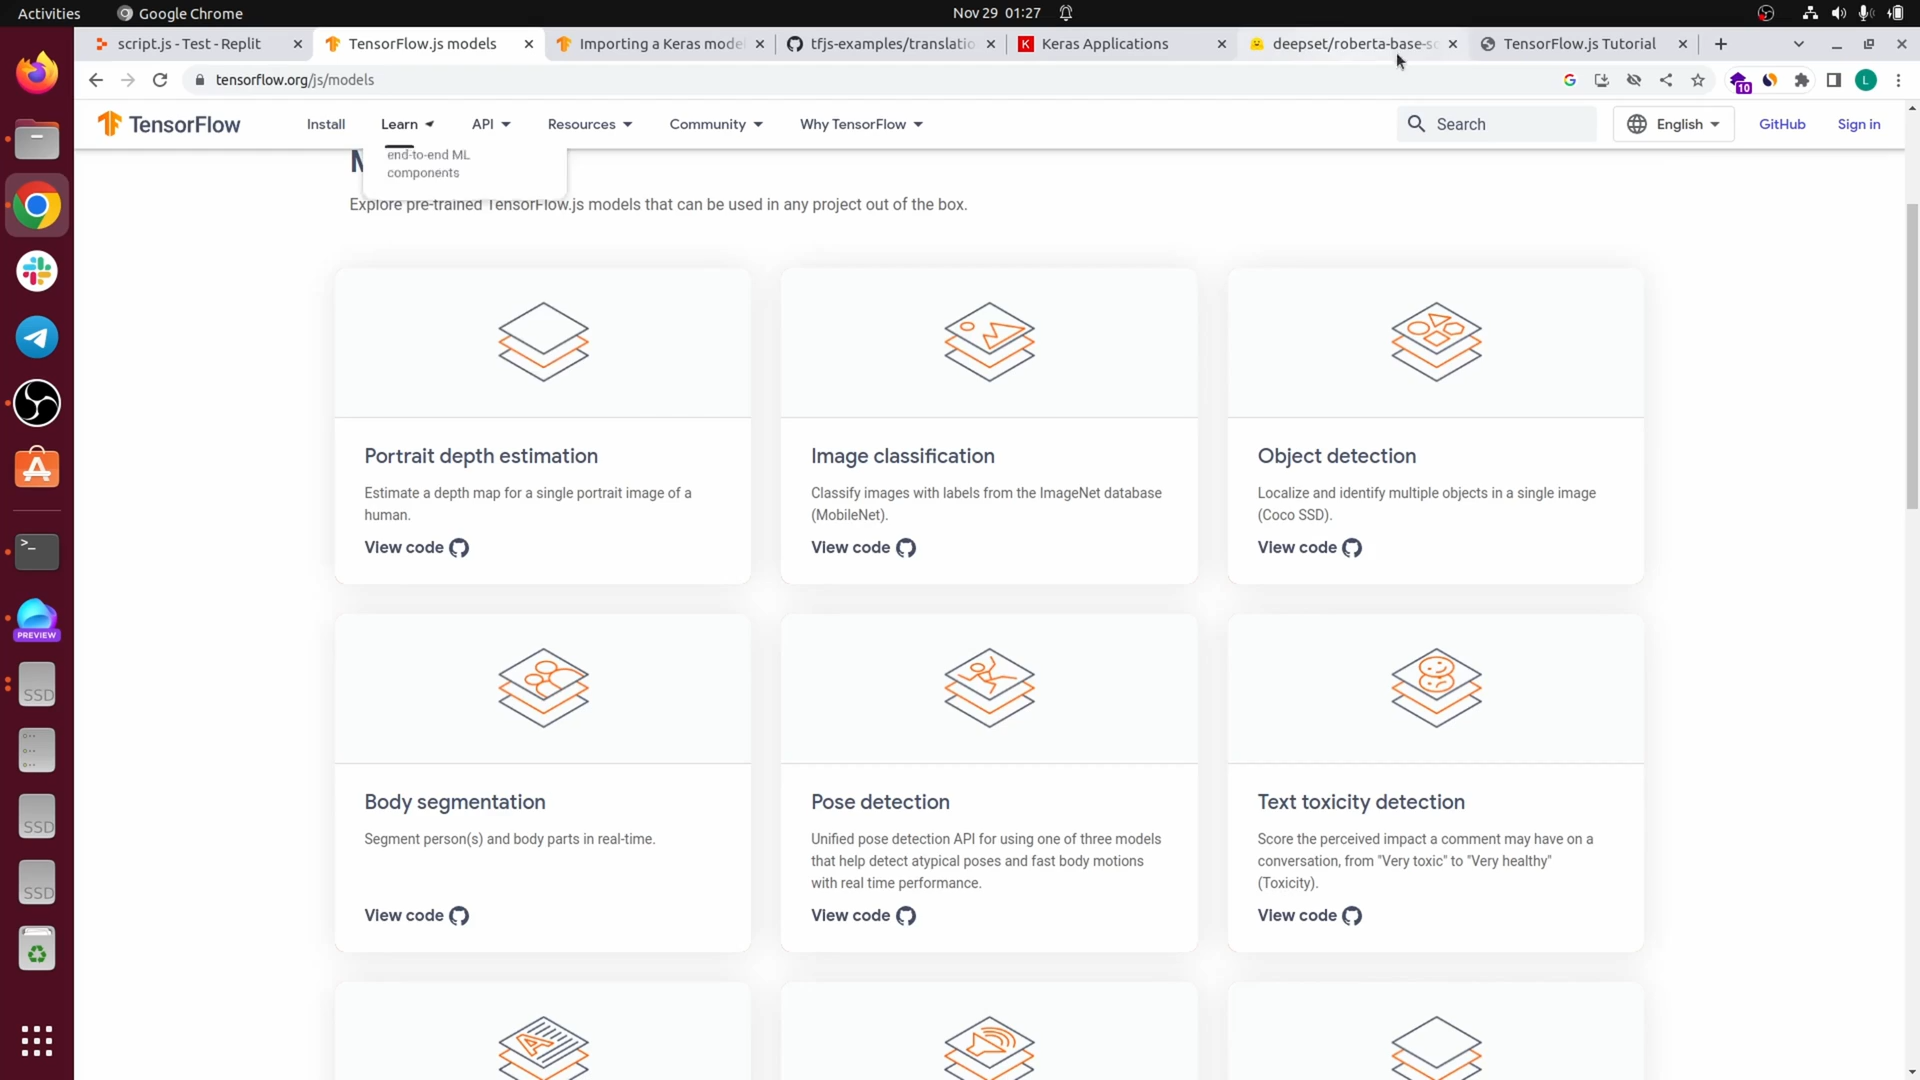 Activities Google Chrome Nov 29 01:27
script.js - Test - Replit TensorFlow.js models Importing a Keras mode tfjs-examples/translatio Keras Applications deepset/roberta-base-s TensorFlow.js Tutorial
tensorflow.org/js/models 10 L
TensorFlow Install Learn API Resources Community Why TensorFlow Search English GitHub Sign in
end-to-end ML
components
Explore pre-trained TensorFlow.js models that can be used in any project out of the box.
Portrait depth estimation
Estimate a depth map for a single portrait image of a
human.
View code
Image classification
Classify images with labels from the ImageNet database
(MobileNet).
View code
Object detection
Localize and identify multiple objects in a single image
(Coco SSD).
View code
Body segmentation
Segment person(s) and body parts in real-time.
View code
Pose detection
Unified pose detection API for using one of three models
that help detect atypical poses and fast body motions
with real time performance.
View code
Text toxicity detection
Score the perceived impact a comment may have on a
conversation, from "Very toxic" to "Very healthy"
(Toxicity).
View code
PREVIEW
SSD
SSD
SSD